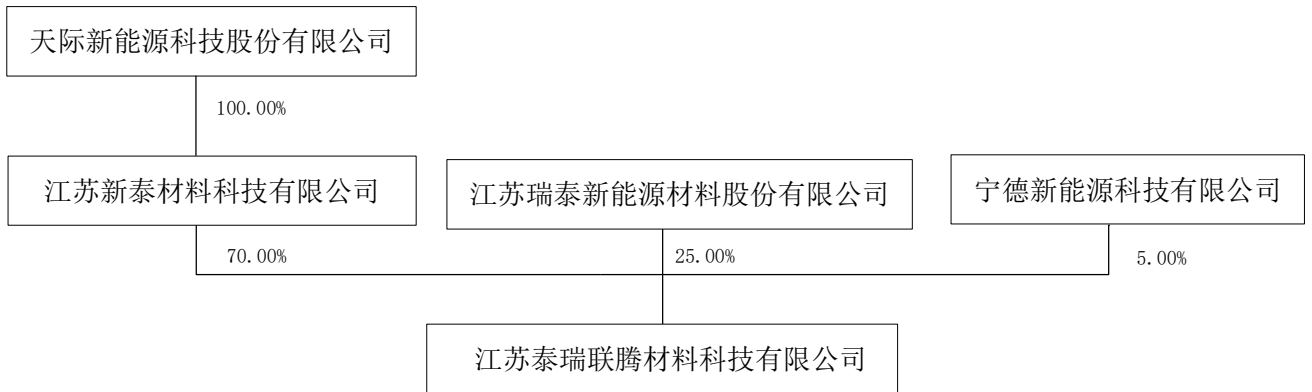 天际新能源科技股份有限公司
100.00%
江苏新泰材料科技有限公司
江苏瑞泰新能源材料股份有限公司
宁德新能源科技有限公司
70.00%
25.00%
5.00%
江苏泰瑞联腾材料科技有限公司